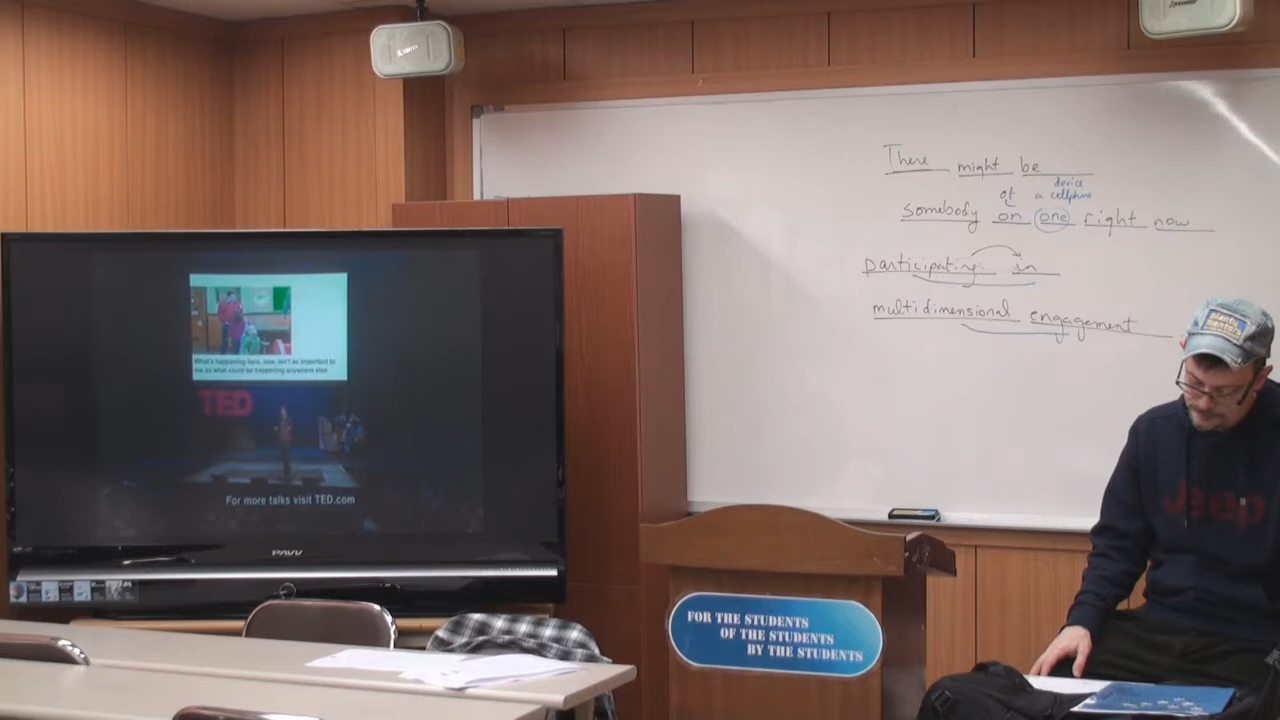 There might be
of
device
a cellphone
somebody on one right now
participating in
multidimensional engagement
What's happening here, now, isn't as important to
me as what could be happening anywhere else
TED
For more talks visit TED.com
PAVV
FOR THE STUDENTS
OF THE STUDENTS
BY THE STUDENTS
Jeep